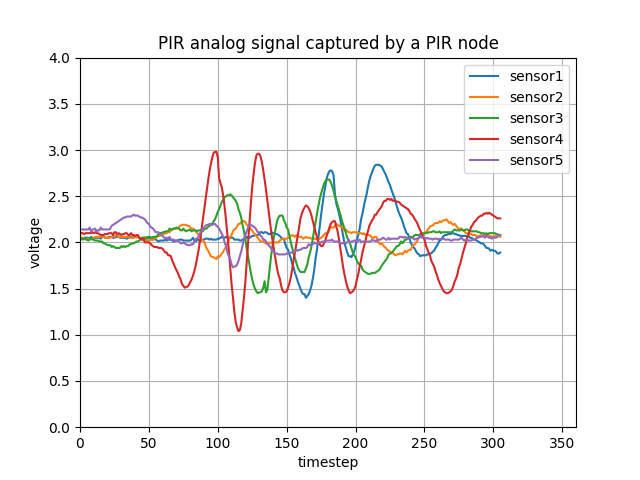 PIR analog signal captured by a PIR node
4.0
3.5
3.0
2.5
2.0
1.5
1.0
0.5
0.0
voltage
sensor1
sensor2
sensor3
sensor4
sensor5
0 50 100 150 200 250 300 350
timestep